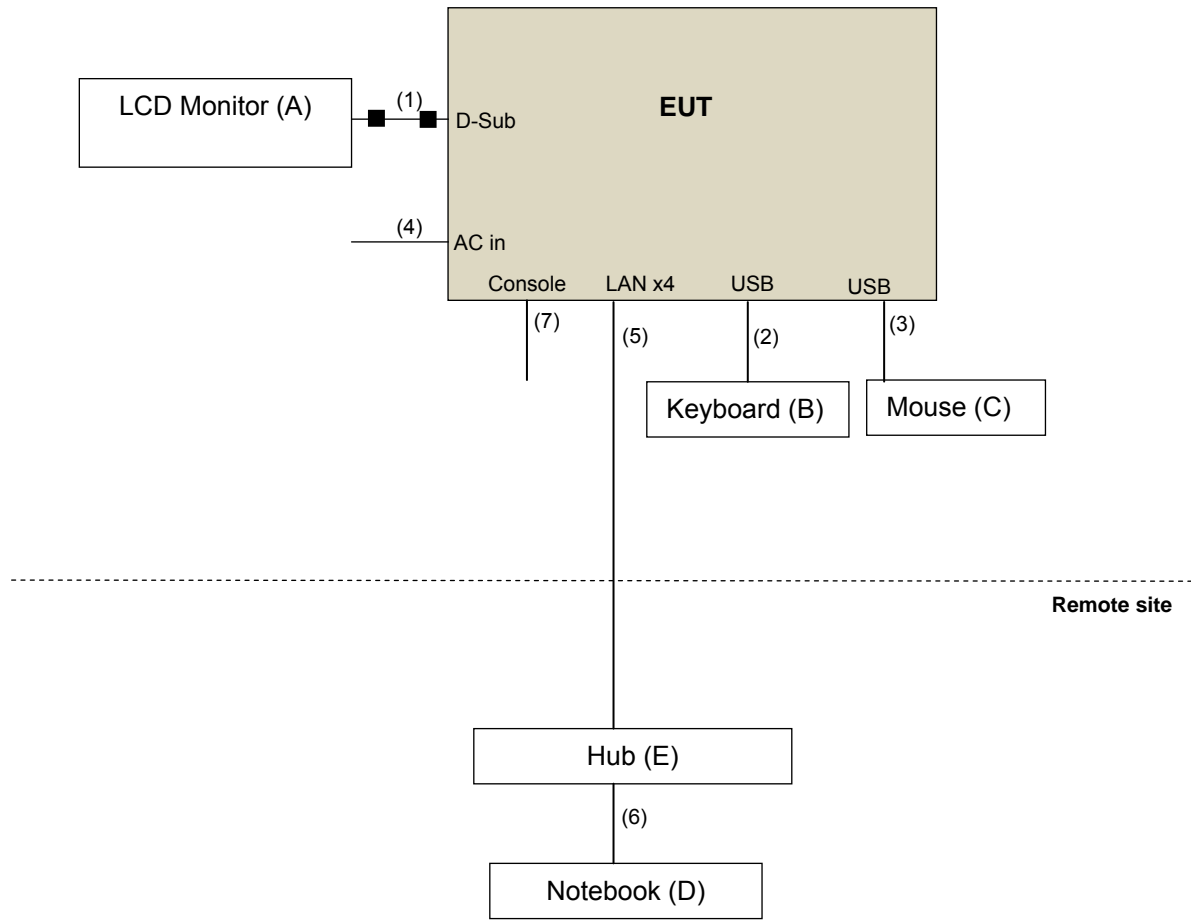 LCD Monitor (A)
(1)
D-Sub
EUT
(4)
AC in
Console
LAN x4
USB
USB
(7)
(5)
(2)
(3)
Keyboard (B)
Mouse (C)
Remote site
Hub (E)
(6)
Notebook (D)